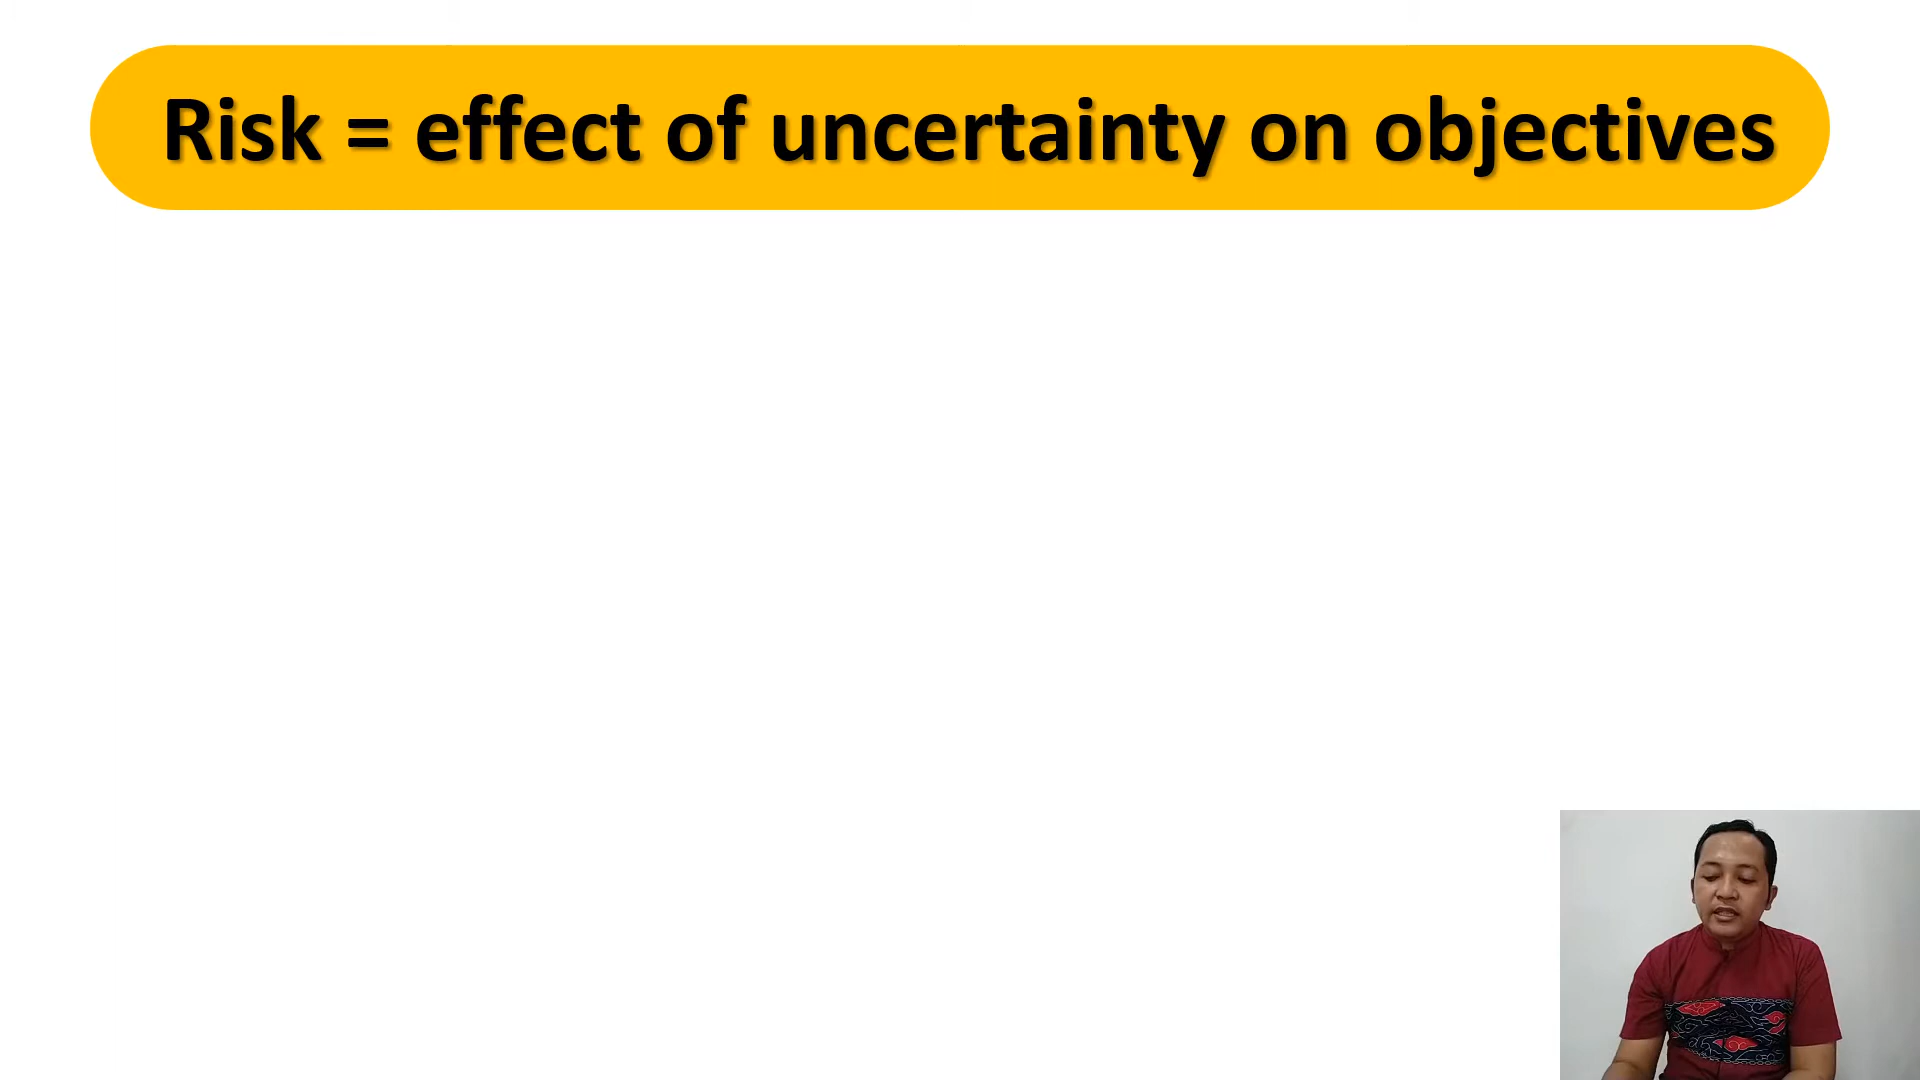 Risk = effect of uncertainty on objectives